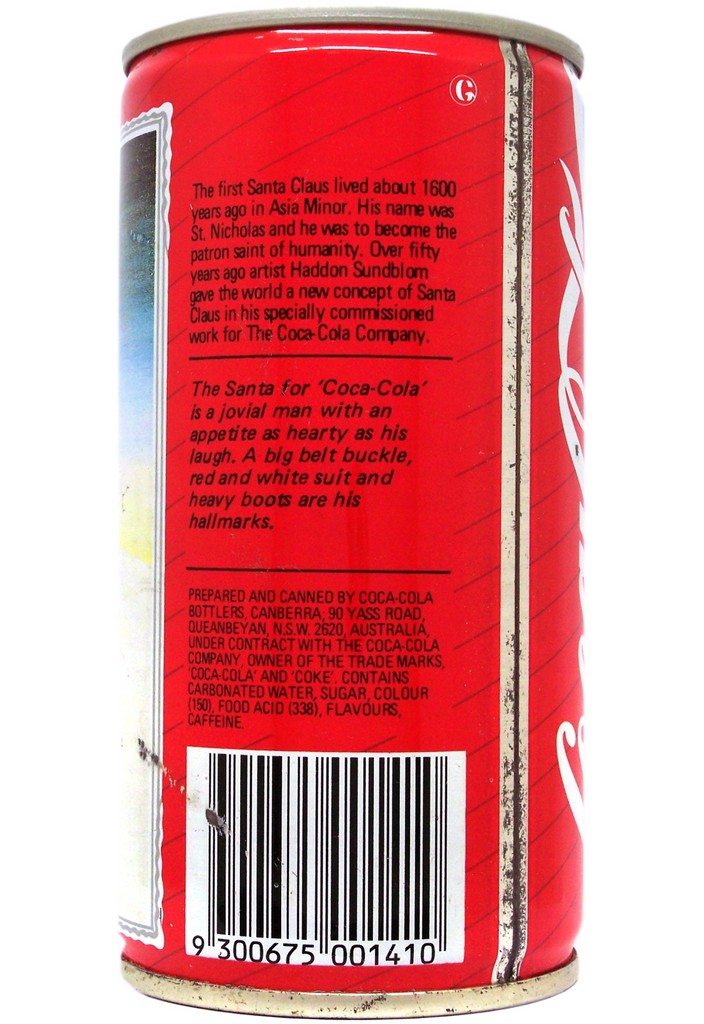 G
The first Santa Claus lived about 1600
years ago in Asia Minor. His name was
St. Nicholas and he was to become the
patron saint of humanity. Over fifty
years ago artist Haddon Sundblom
gave the world a new concept of Santa
Claus in his specially commissioned
work for The Coca-Cola Company.
The Santa for 'Coca-Cola'
is a jovial man with an
appetite as hearty as his
laugh. A big belt buckle,
red and white suit and
heavy boots are his
hallmarks.
PREPARED AND CANNED BY COCA-COLA
BOTTLERS, CANBERRA, 90 YASS ROAD,
QUEANBEYAN, N.S.W. 2620, AUSTRALIA,
UNDER CONTRACT WITH THE COCA-COLA
COMPANY, OWNER OF THE TRADE MARKS,
'COCA-COLA' AND 'COKE'. CONTAINS
CARBONATED WATER, SUGAR, COLOUR
(150), FOOD ACID (338), FLAVOURS,
CAFFEINE.
9 300675 001410